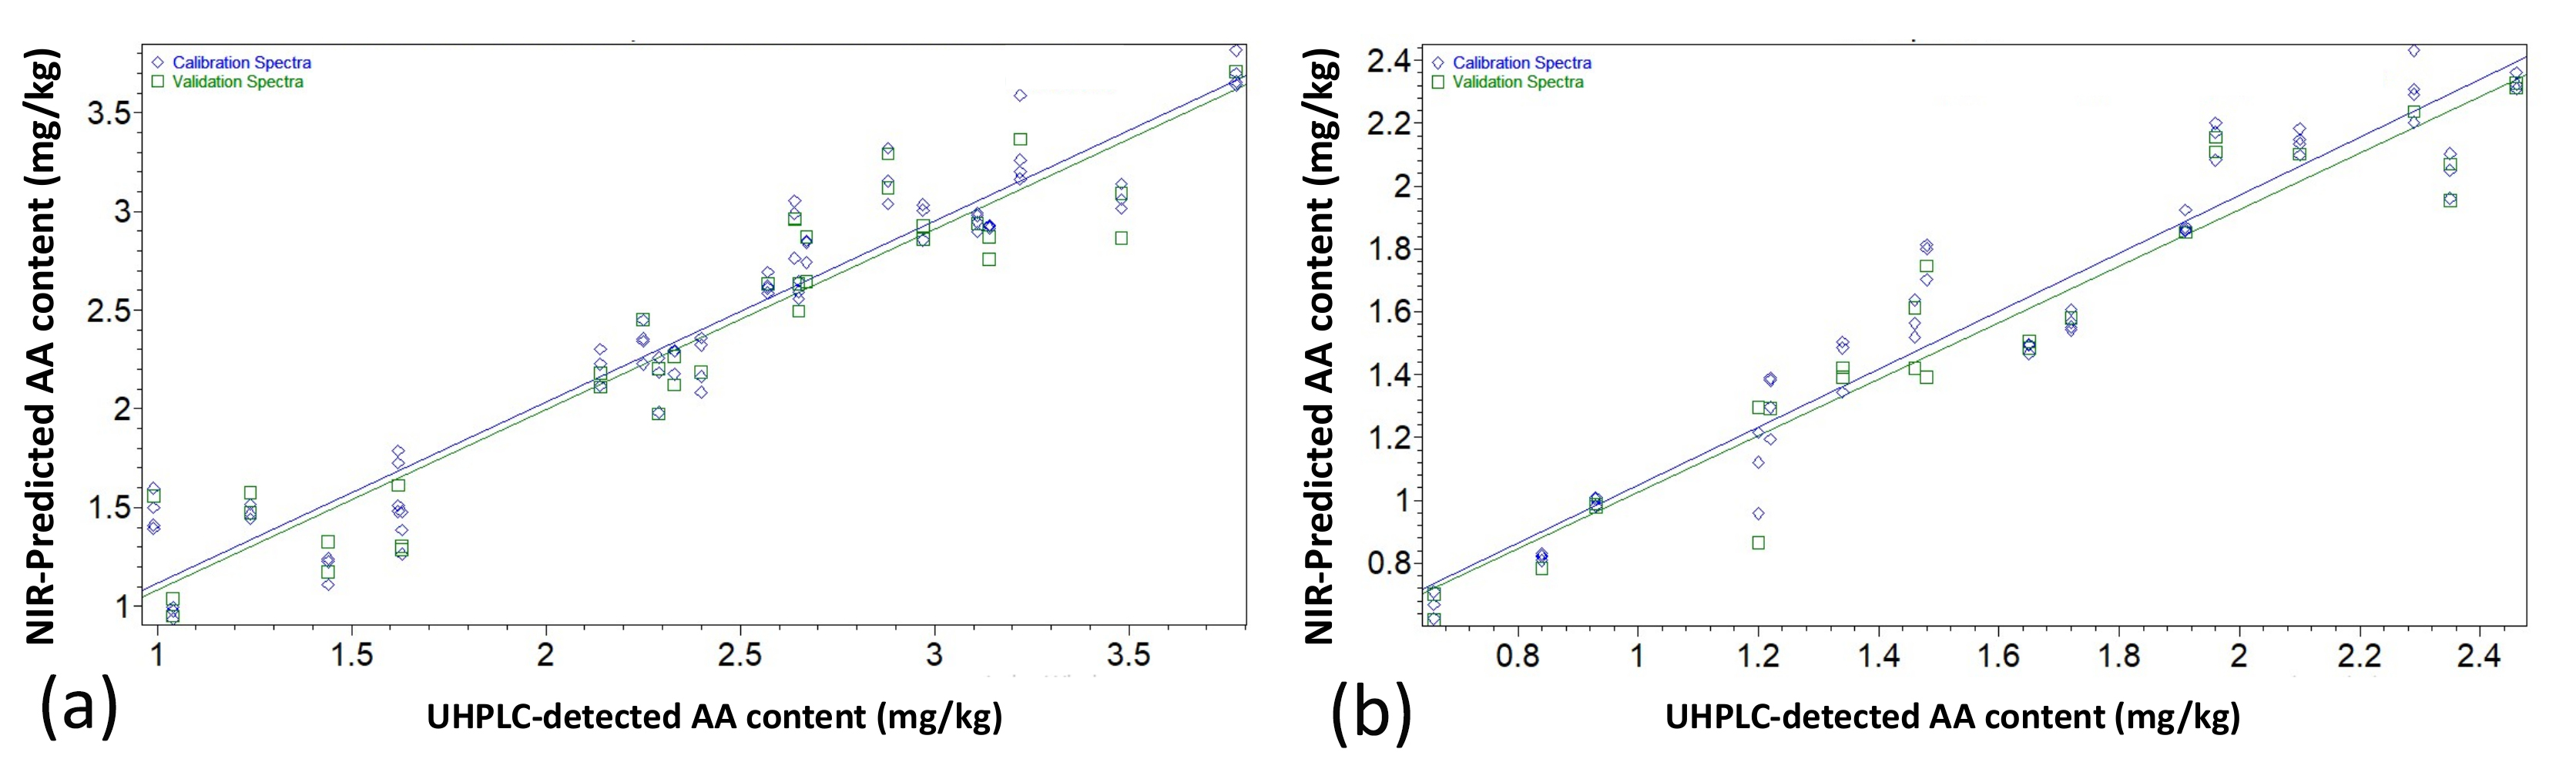 NIR-Predicted AA content (mg/kg)
Calibration Spectra
Validation Spectra
3.5
3
2.5
2
1.5
1
1 1.5 2 2.5 3 3.5
(a)
UHPLC-detected AA content (mg/kg)
NIR-Predicted AA content (mg/kg)
Calibration Spectra
Validation Spectra
2.4
2.2
2
1.8
1.6
1.4
1.2
1
0.8
0.8 1 1.2 1.4 1.6 1.8 2 2.2 2.4
(b)
UHPLC-detected AA content (mg/kg)